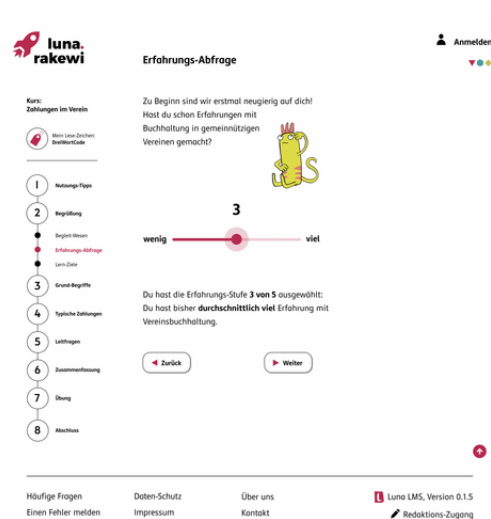 luna.
rakewi
Erfahrungs-Abfrage
Anmelden
Kurs:
Zahlungen im Verein
Mein Lese-Zeichen:
DreiWortCode
1 Nutzungs-Tipps
2 Begrüßung
Begleit-Wesen
Erfahrungs-Abfrage
Lern-Ziele
3 Grund-Begriffe
4 Typische Zahlungen
5 Leitfragen
6 Zusammenfassung
7 Übung
8 Abschluss
Zu Beginn sind wir erstmal neugierig auf dich!
Hast du schon Erfahrungen mit
Buchhaltung in gemeinnützigen
Vereinen gemacht?
3
wenig viel
Du hast die Erfahrungs-Stufe 3 von 5 ausgewählt:
Du hast bisher durchschnittlich viel Erfahrung mit
Vereinsbuchhaltung.
Zurück Weiter
Häufige Fragen Daten-Schutz Über uns Luna LMS, Version 0.1.5
Einen Fehler melden Impressum Kontakt Redaktions-Zugang